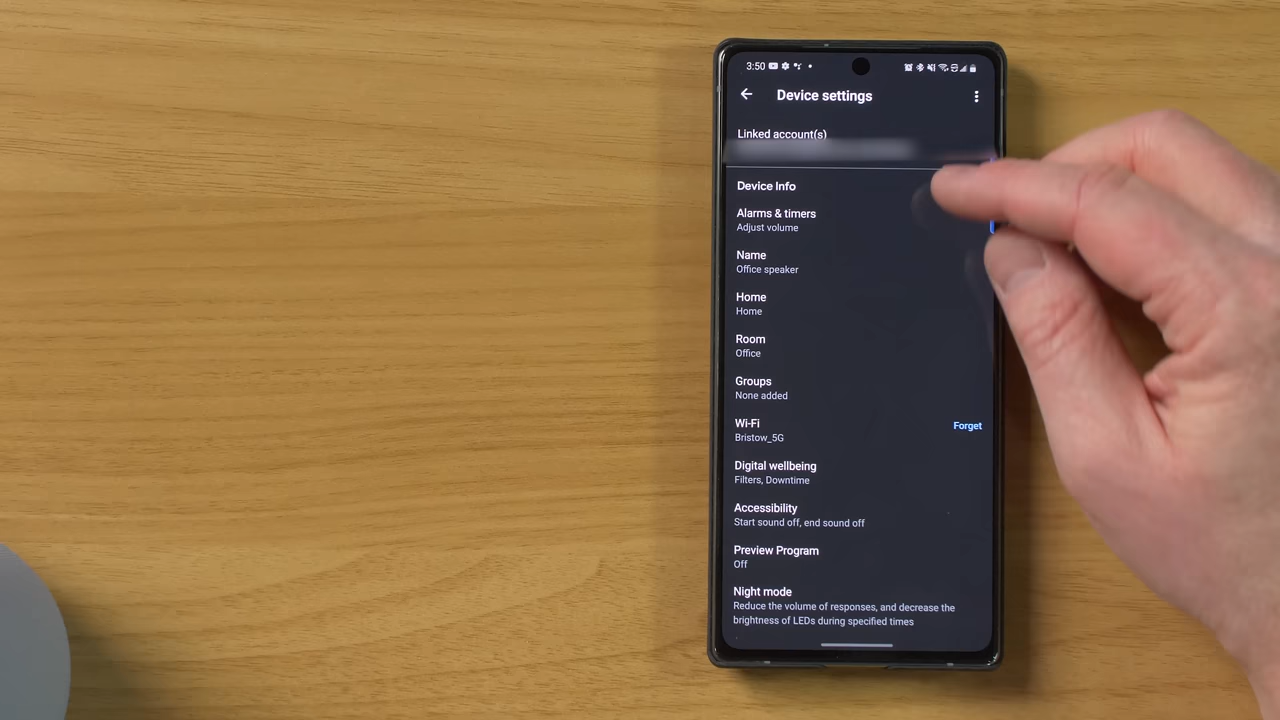 3:50
Device settings
Linked account(s)
Device Info
Alarms & timers
Adjust volume
Name
Office speaker
Home
Home
Room
Office
Groups
None added
Wi-Fi
Forget
Bristow_5G
Digital wellbeing
Filters, Downtime
Accessibility
Start sound off, end sound off
Preview Program
Off
Night mode
Reduce the volume of responses, and decrease the
brightness of LEDs during specified times